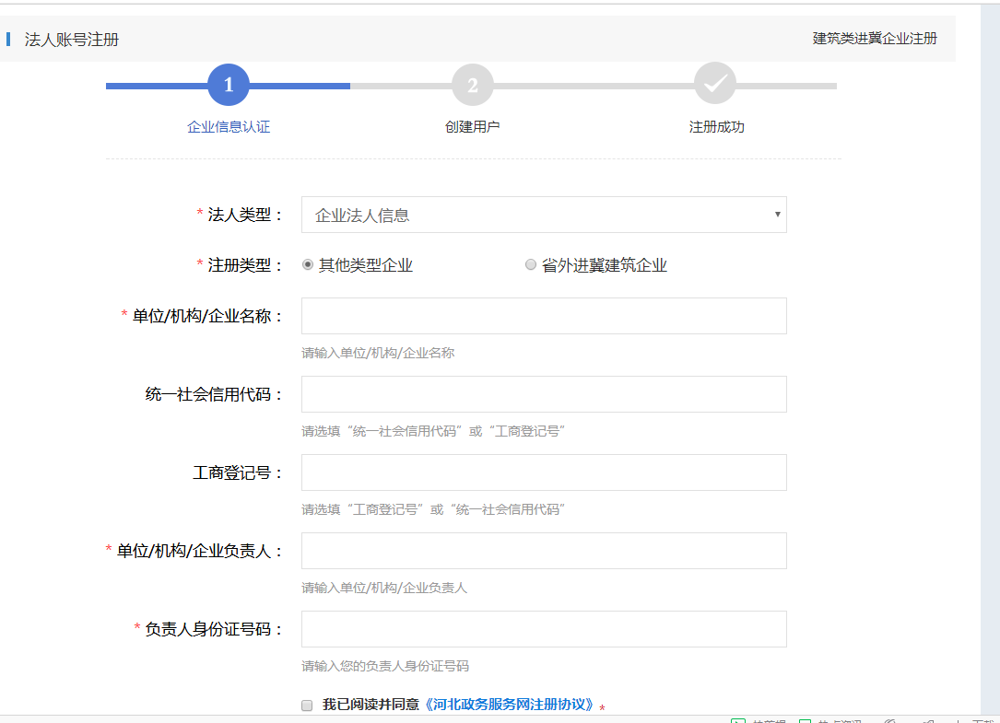 法人账号注册
建筑类进冀企业注册
1
2
企业信息认证
创建用户
注册成功
* 法人类型：
企业法人信息
* 注册类型：
其他类型企业
省外进冀建筑企业
* 单位/机构/企业名称：
请输入单位/机构/企业名称
统一社会信用代码：
请选填“统一社会信用代码”或“工商登记号”
工商登记号：
请选填“工商登记号”或“统一社会信用代码”
* 单位/机构/企业负责人：
请输入单位/机构/企业负责人
* 负责人身份证号码：
请输入您的负责人身份证号码
我已阅读并同意《河北政务服务网注册协议》 *